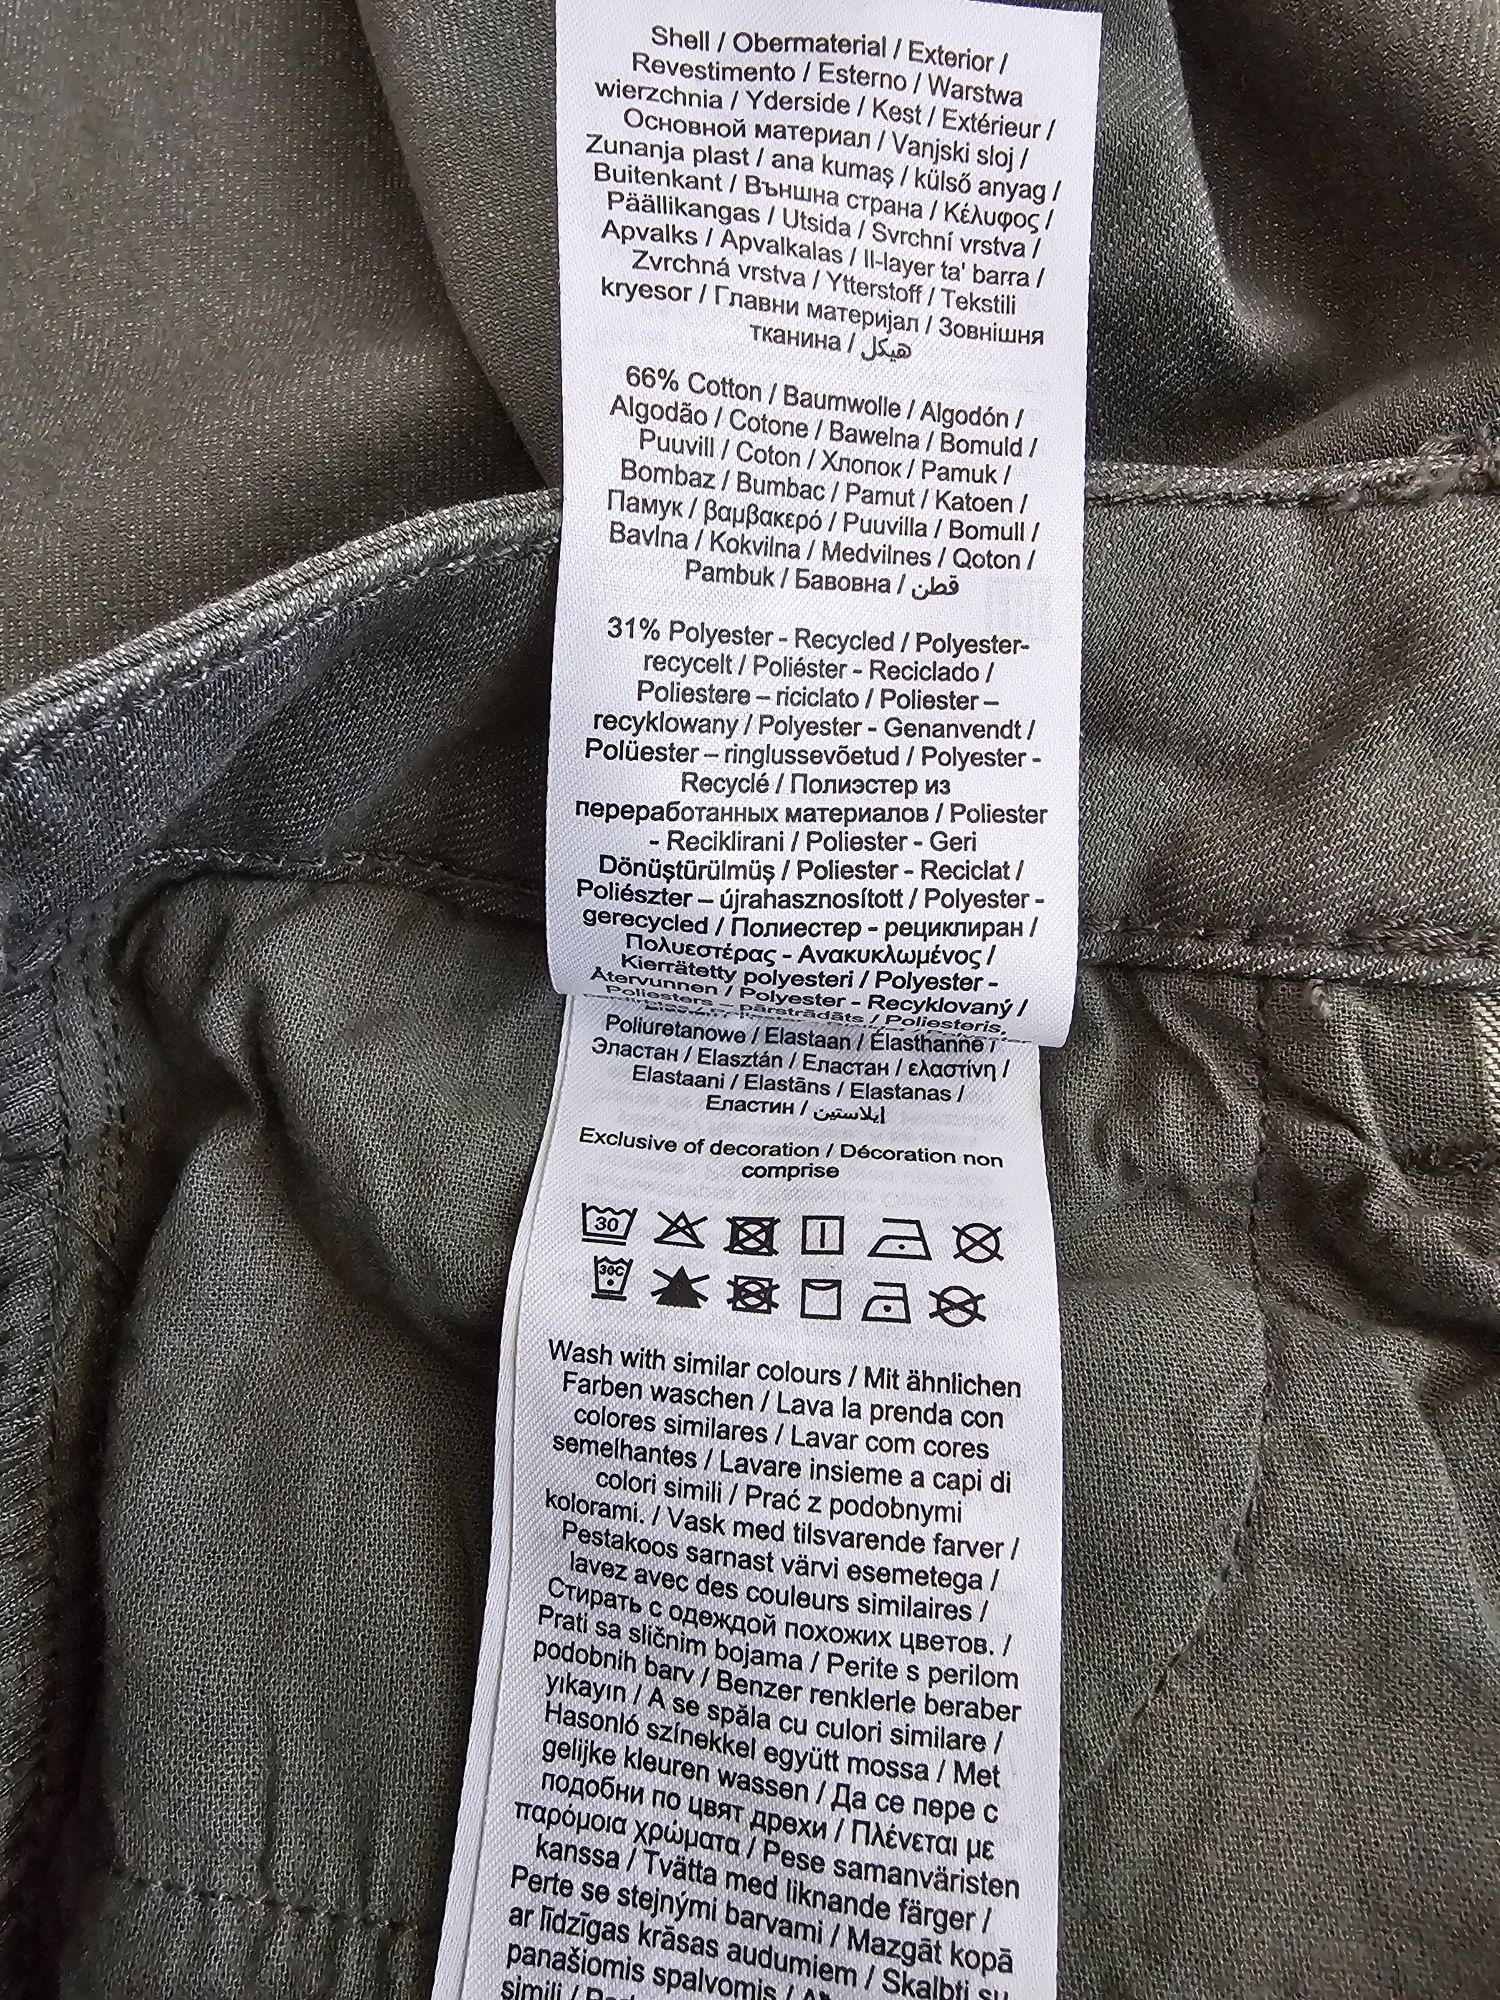 Shell / Obermaterial / Exterior /
Revestimento / Esterno / Warstwa
wierzchnia / Yderside / Kest / Extérieur /
Основной материал / Vanjski sloj /
Zunanja plast / ana kumaş / külső anyag /
Buitenkant / Външна страна / Κέλυφος /
Päällikangas / Utsida / Svrchní vrstva /
Apvalks / Apvalkalas / Il-layer ta' barra /
Zvrchná vrstva / Ytterstoff / Tekstili
kryesor / Главни материјал / Зовнішня
тканина / هيكل
66% Cotton / Baumwolle / Algodón /
Algodão / Cotone / Bawełna / Bomuld /
Puuvill / Coton / Хлопок / Pamuk /
Bombaz / Bumbac / Pamut / Katoen /
Памук / βαμβακερό / Puuvilla / Bomull /
Bavlna / Kokvilna / Medvilnes / Qoton /
Pambuk / Бавовна / قطن
31% Polyester - Recycled / Polyester-
recycelt / Poliéster - Reciclado /
Poliestere – riciclato / Poliester –
recyklowany / Polyester - Genanvendt /
Polüester – ringlussevõetud / Polyester -
Recyclé / Полиэстер из
переработанных материалов / Poliester
- Reciklirani / Poliester - Geri
Dönüştürülmüş / Poliester - Reciclat /
Poliészter – újrahasznosított / Polyester -
gerecycled / Полиестер - рециклиран /
Πολυεστέρας - Ανακυκλωμένος /
Kierrätetty polyesteri / Polyester -
Återvunnen / Polyester - Recyklovaný /
Poliesters – pārstrādāts / Poliesteris,
Poliuretanowe / Elastaan / Élasthanne /
Эластан / Elasztán / Еластан / ελαστίνη /
Elastaani / Elastāns / Elastanas /
Еластин / إيلاستين
Exclusive of decoration / Décoration non
comprise
30
30C
Wash with similar colours / Mit ähnlichen
Farben waschen / Lava la prenda con
colores similares / Lavar com cores
semelhantes / Lavare insieme a capi di
colori simili / Prać z podobnymi
kolorami. / Vask med tilsvarende farver /
Pestakoos sarnast värvi esemetega /
lavez avec des couleurs similaires /
Стирать с одеждой похожих цветов. /
Prati sa sličnim bojama / Perite s perilom
podobnih barv / Benzer renklerle beraber
yıkayın / A se spăla cu culori similare /
Hasonló színekkel együtt mossa / Met
gelijke kleuren wassen / Да се пере с
подобни по цвят дрехи / Πλένεται με
παρόμοια χρώματα / Pese samanväristen
kanssa / Tvätta med liknande färger /
Perte se stejnými barvami / Mazgāt kopā
ar līdzīgas krāsas audumiem / Skalbti su
panašiomis spalvomis /
simili /